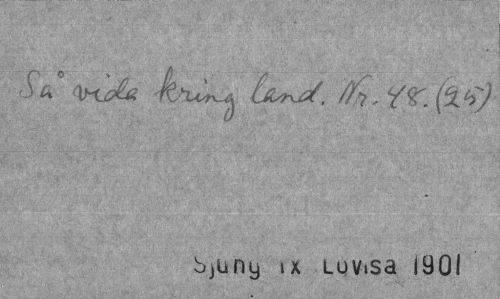 Så vida kring land. Nr. 48. (25)
Sjung ix Lovisa 1901